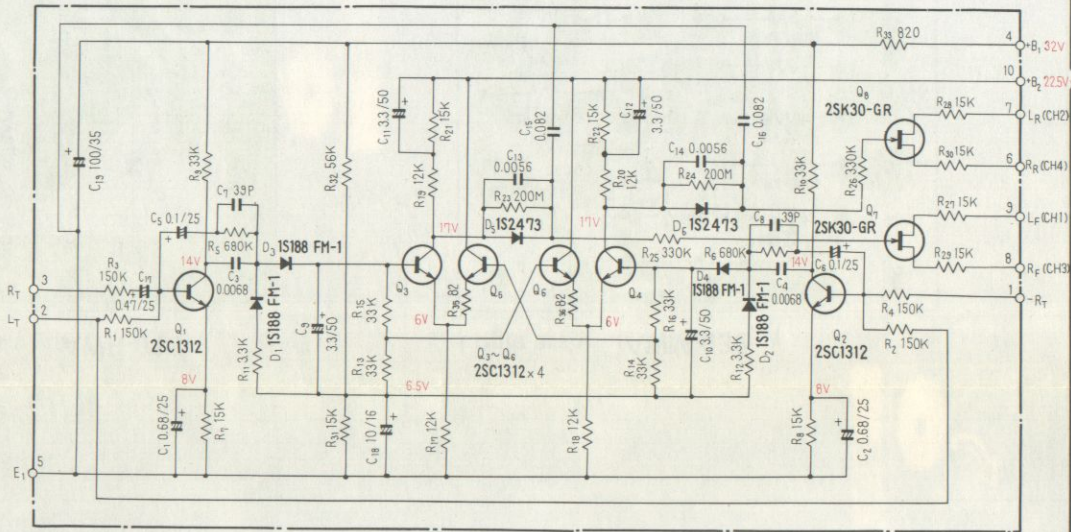 R33 820
4
+B1 32V
10
+B2 22.5V
Q8
2SK30-GR
R28 15K
7
LR(CH2)
R30 15K
6
RR(CH4)
R26 330K
Q7
2SK30-GR
R27 15K
9
LF(CH1)
R29 15K
8
RF(CH3)
C19 100/35
R9 33K
R32 56K
C11 3.3/50
R21 15K
R19 12K
C15
0.082
C13
0.0056
R23 200M
D5
1S2473
17V
R22 15K
C12
3.3/50
R20
12K
C16 0.082
C14 0.0056
R24
200M
1S2473
17V
D6
R25 330K
R10 33K
C7 39P
C5 0.1/25
R5 680K
D3
1S188 FM-1
14V
C3
0.0068
C8 39P
R6 680K
D4
1S188 FM-1
14V
C4
0.0068
C6 0.1/25
R3
150K
C17
0.47/25
3
RT
2
LT
R1 150K
Q1
2SC1312
D1
1S188 FM-1
R11 3.3K
C9
3.3/50
R15
33K
R13
33K
Q3
R35 82
Q5
Q6
R36 82
Q4
6V
6V
Q3~Q6
2SC1312×4
R16 33K
R14
33K
C10 3.3/50
R12 3.3K
D2
1S188 FM-1
Q2
2SC1312
1
-RT
R4
150K
R2 150K
8V
C1 0.68/25
R7 15K
R31 15K
C18 10/16
6.5V
R17 12K
R18 12K
8V
R8 15K
C2 0.68/25
5
E1